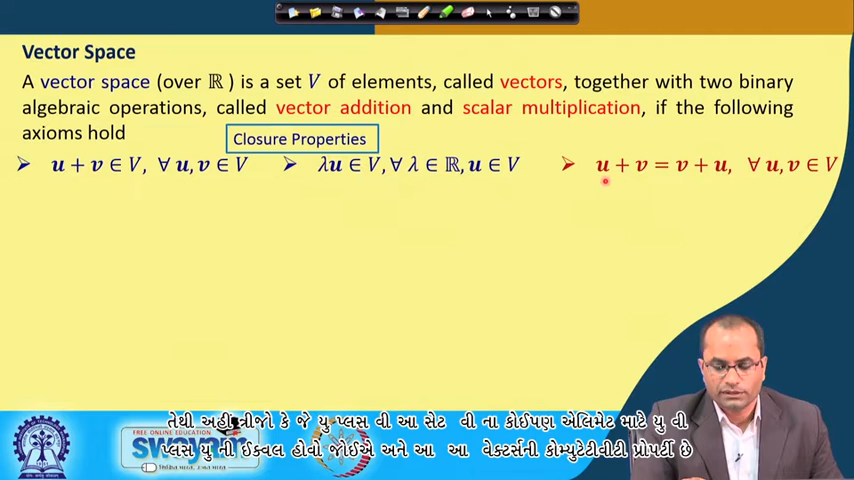 Vector Space
A vector space (over ℝ ) is a set V of elements, called vectors, together with two binary
algebraic operations, called vector addition and scalar multiplication, if the following
axioms hold
Closure Properties
➢ u + v ∈ V, ∀ u, v ∈ V ➢ λu ∈ V, ∀ λ ∈ ℝ, u ∈ V ➢ u + v = v + u, ∀ u, v ∈ V
તેથી અહીં ત્રીજો કે જે યુ પ્લસ વી આ સેટ વી ના કોઈપણ એલિમેટ માટે યુ વી
પ્લસ યુ ની ઈક્વલ હોવો જોઈએ અને આ આ વેક્ટર્સની કોમ્યુટેટીવીટી પ્રોપર્ટી છે
FREE ONLINE EDUCATION
swayam